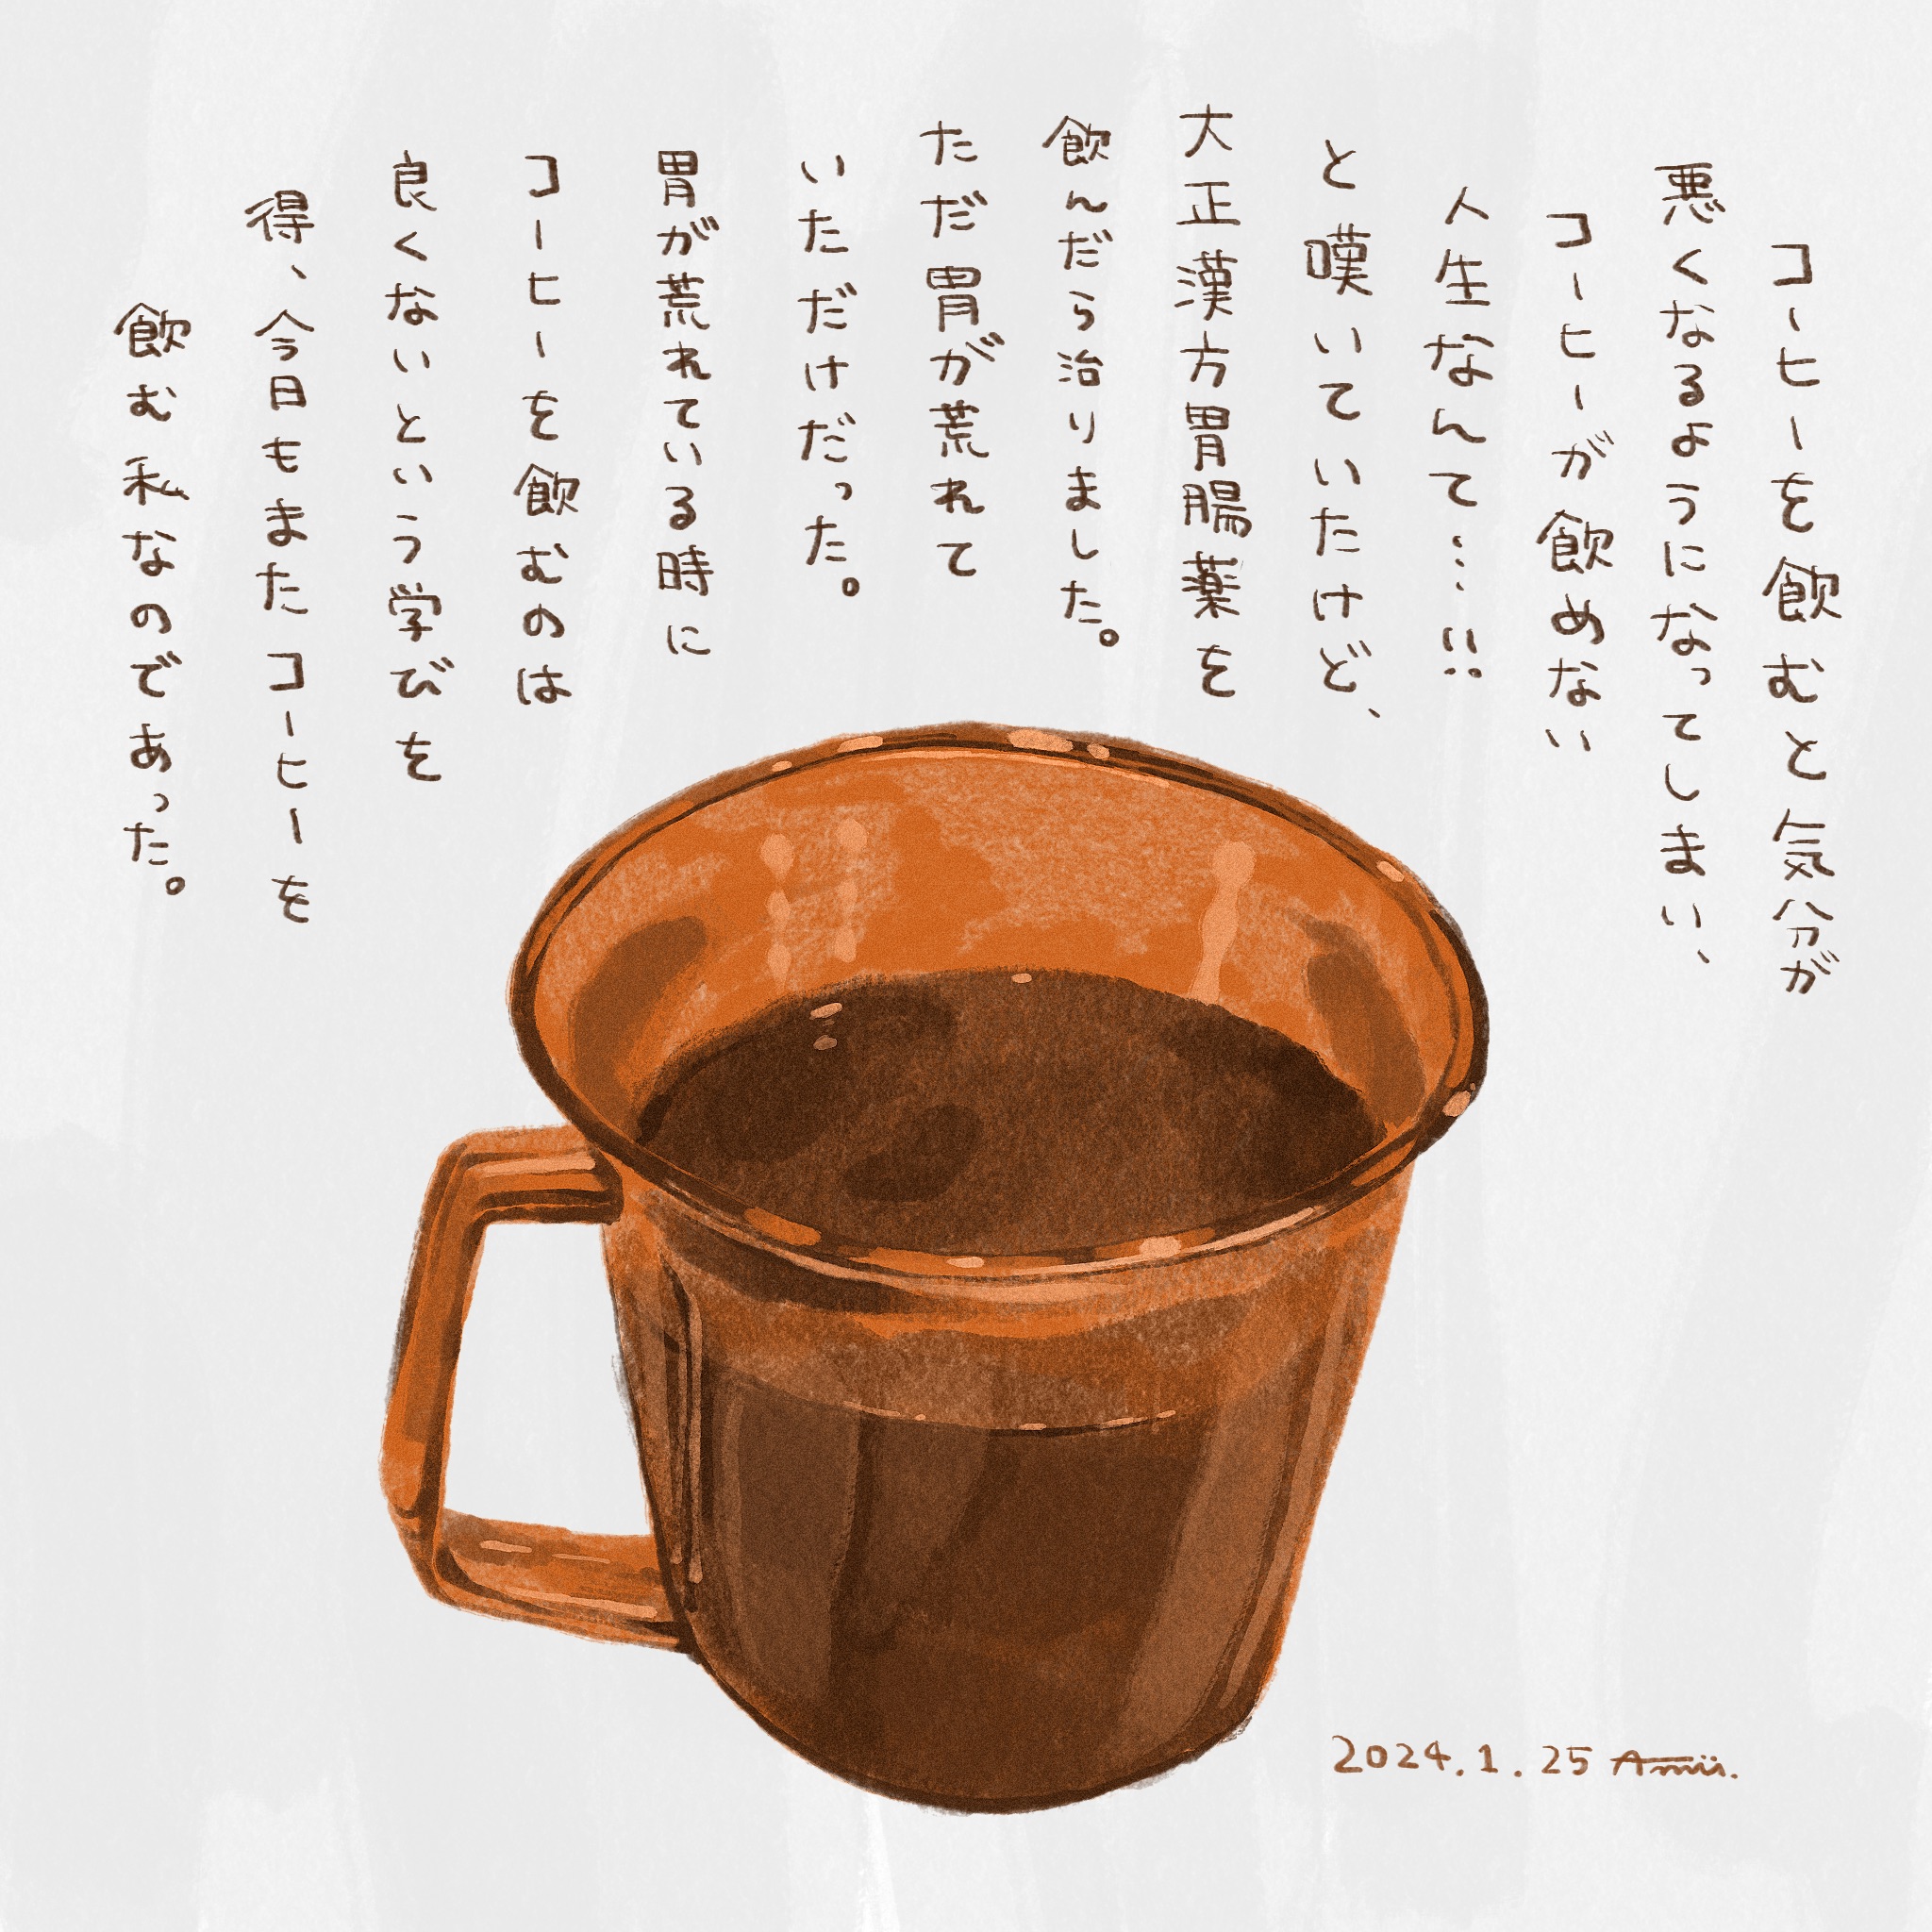 コーヒーを飲むと気分が
悪くなるようになってしまい、
コーヒーが飲めない
人生なんて…!!
と嘆いていたけど、
大正漢方胃腸薬を
飲んだら治りました。
ただ胃が荒れて
いただけだった。
胃が荒れている時に
コーヒーを飲むのは
良くないという学びを
得、今日もまたコーヒーを
飲む私なのであった。
2024.1.25 Amii.